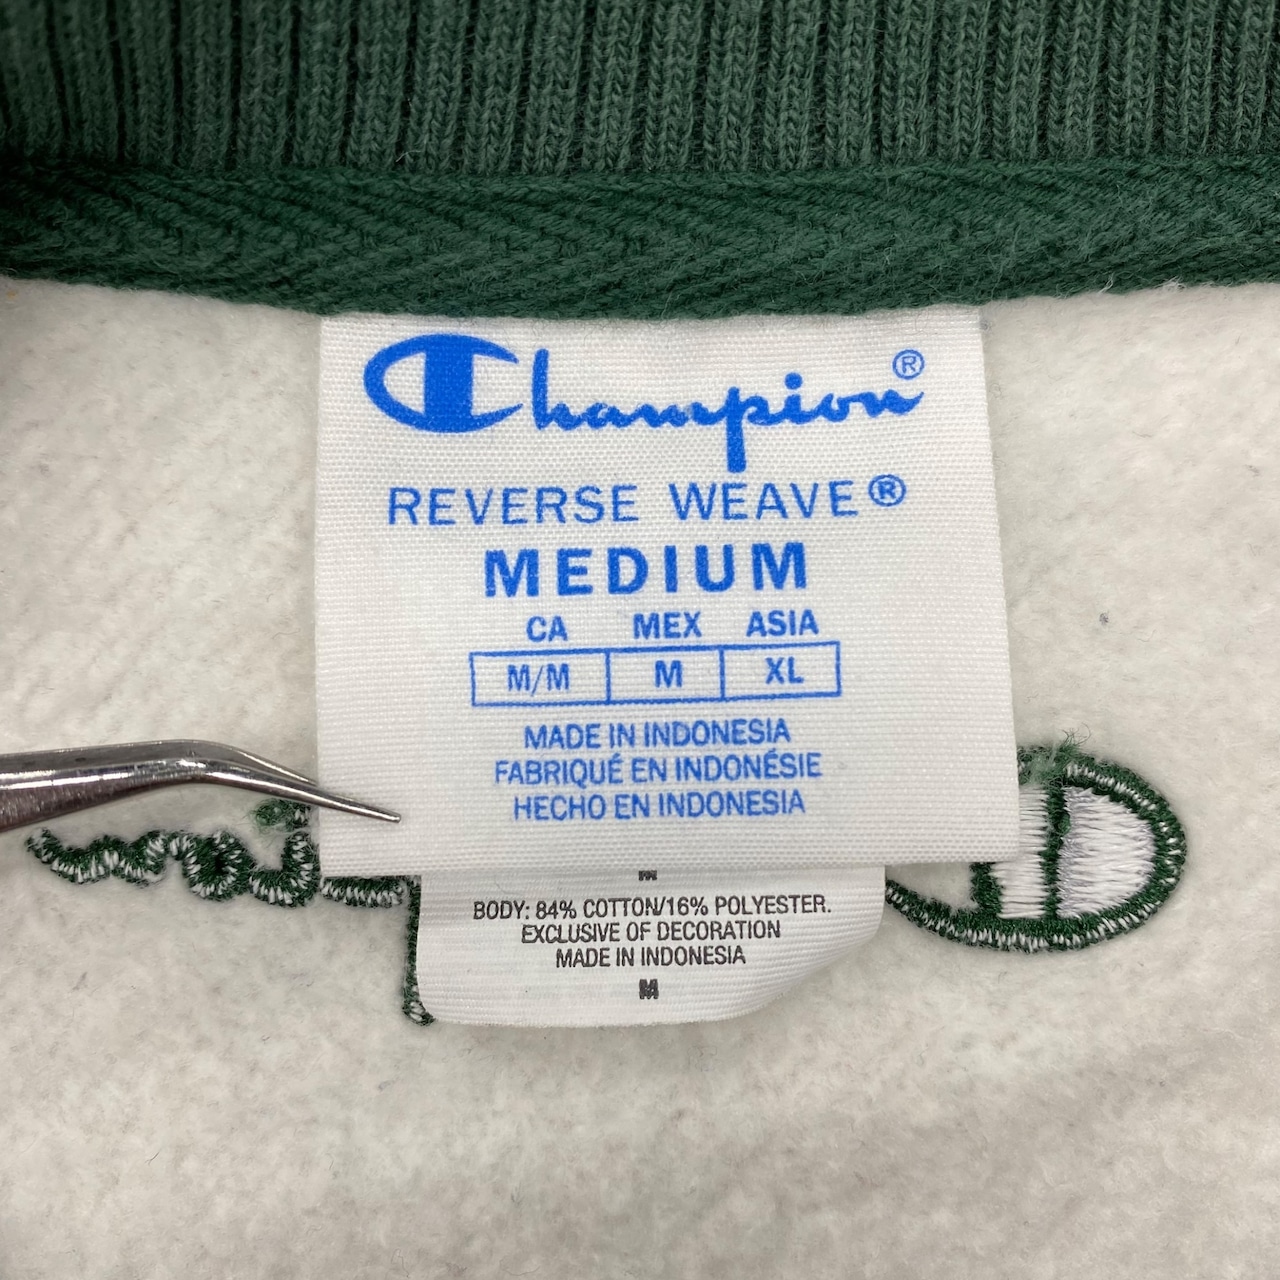 Champion®
REVERSE WEAVE®
MEDIUM
CA MEX ASIA
M/M M XL
MADE IN INDONESIA
FABRIQUÉ EN INDONÉSIE
HECHO EN INDONESIA
M
BODY: 84% COTTON/16% POLYESTER.
EXCLUSIVE OF DECORATION
MADE IN INDONESIA
M